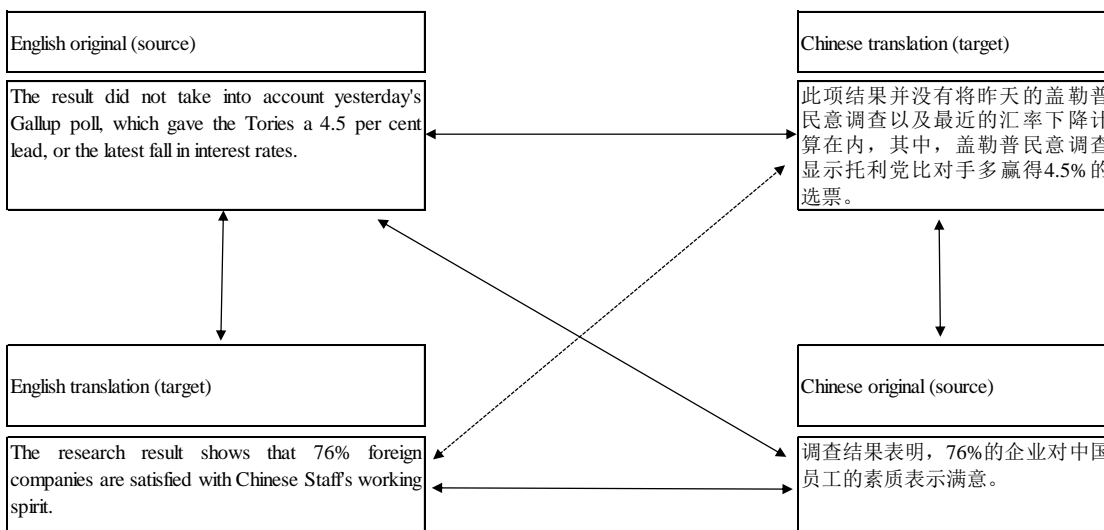 English original (source)
Chinese translation (target)
The result did not take into account yesterday's
Gallup poll, which gave the Tories a 4.5 per cent
lead, or the latest fall in interest rates.
此项结果并没有将昨天的盖勒普
民意调查以及最近的汇率下降计
算在内，其中，盖勒普民意调查
显示托利党比对手多赢得4.5%的
选票。
English translation (target)
Chinese original (source)
The research result shows that 76% foreign
companies are satisfied with Chinese Staff's working
spirit.
调查结果表明，76%的企业对中国
员工的素质表示满意。